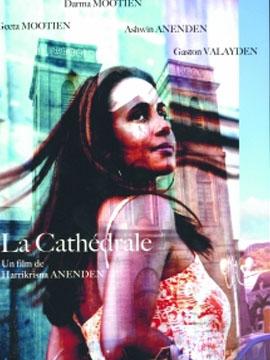 Darma MOOTIEN
Geeta MOOTIEN
Ashwin ANENDEN
Gaston VALAYDEN
La Cathédrale
Un film de
Harrikrisna ANENDEN